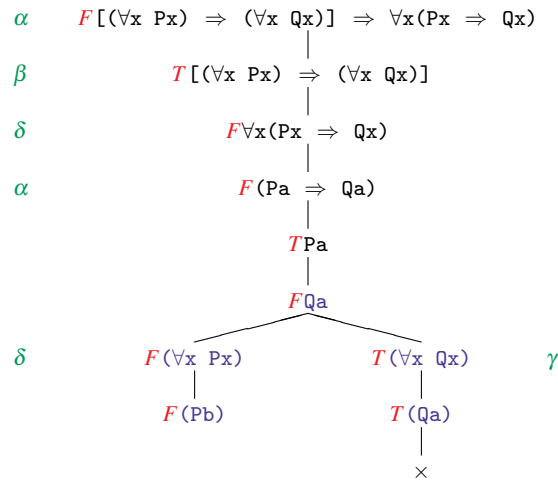 α F[(∀x Px) ⇒ (∀x Qx)] ⇒ ∀x(Px ⇒ Qx)
β T[(∀x Px) ⇒ (∀x Qx)]
δ F∀x(Px ⇒ Qx)
α F(Pa ⇒ Qa)
TPa
FQa
δ F(∀x Px) T(∀x Qx) γ
F(Pb) T(Qa)
×